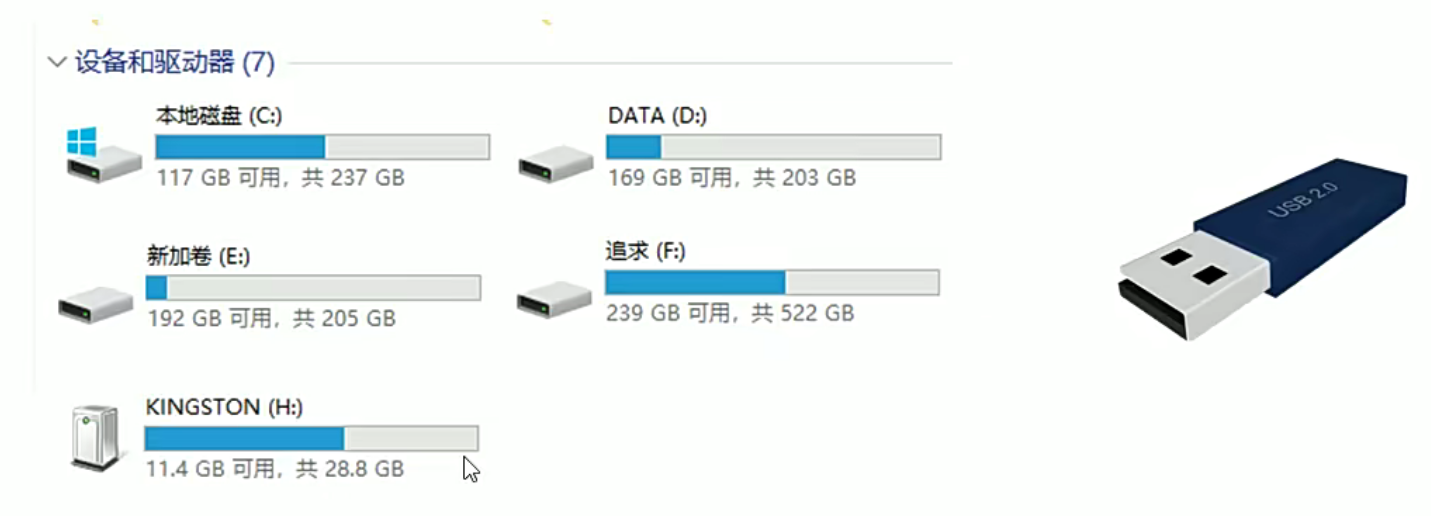 设备和驱动器 (7)
本地磁盘 (C:)
117 GB 可用，共 237 GB
DATA (D:)
169 GB 可用，共 203 GB
新加卷 (E:)
192 GB 可用，共 205 GB
追求 (F:)
239 GB 可用，共 522 GB
KINGSTON (H:)
11.4 GB 可用，共 28.8 GB
USB 2.0